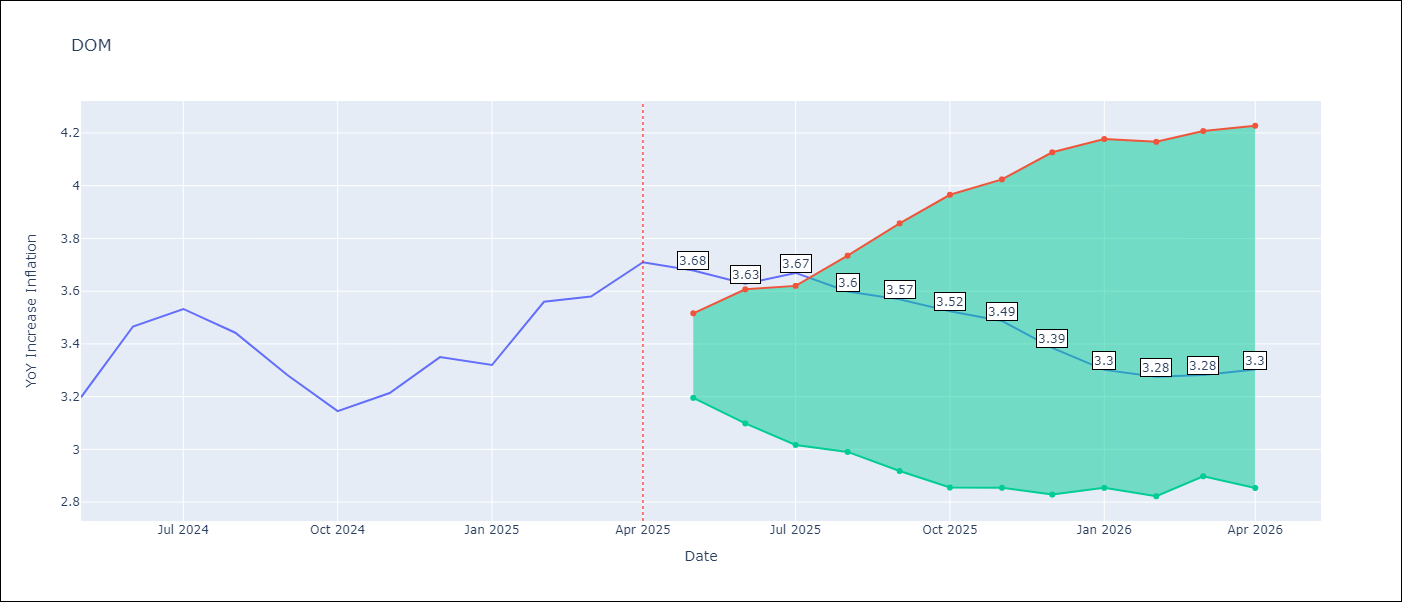 DOM
YoY Increase Inflation
4.2
4
3.8
3.6
3.4
3.2
3
2.8
3.68
3.63
3.67
3.6
3.57
3.52
3.49
3.39
3.3
3.28
3.28
3.3
Jul 2024
Oct 2024
Jan 2025
Apr 2025
Jul 2025
Oct 2025
Jan 2026
Apr 2026
Date